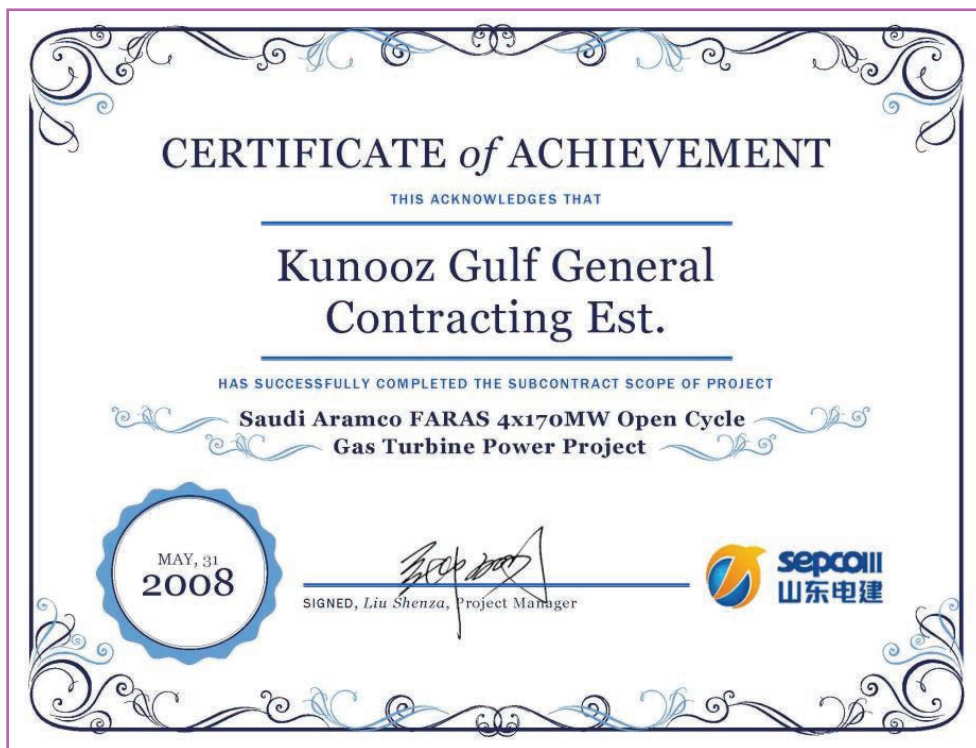 CERTIFICATE of ACHIEVEMENT
THIS ACKNOWLEDGES THAT
Kunooz Gulf General
Contracting Est.
HAS SUCCESSFULLY COMPLETED THE SUBCONTRACT SCOPE OF PROJECT
Saudi Aramco FARAS 4x170MW Open Cycle
Gas Turbine Power Project
MAY, 31
2008
SIGNED, Liu Shenza, Project Manager
sepcoIII
山东电建